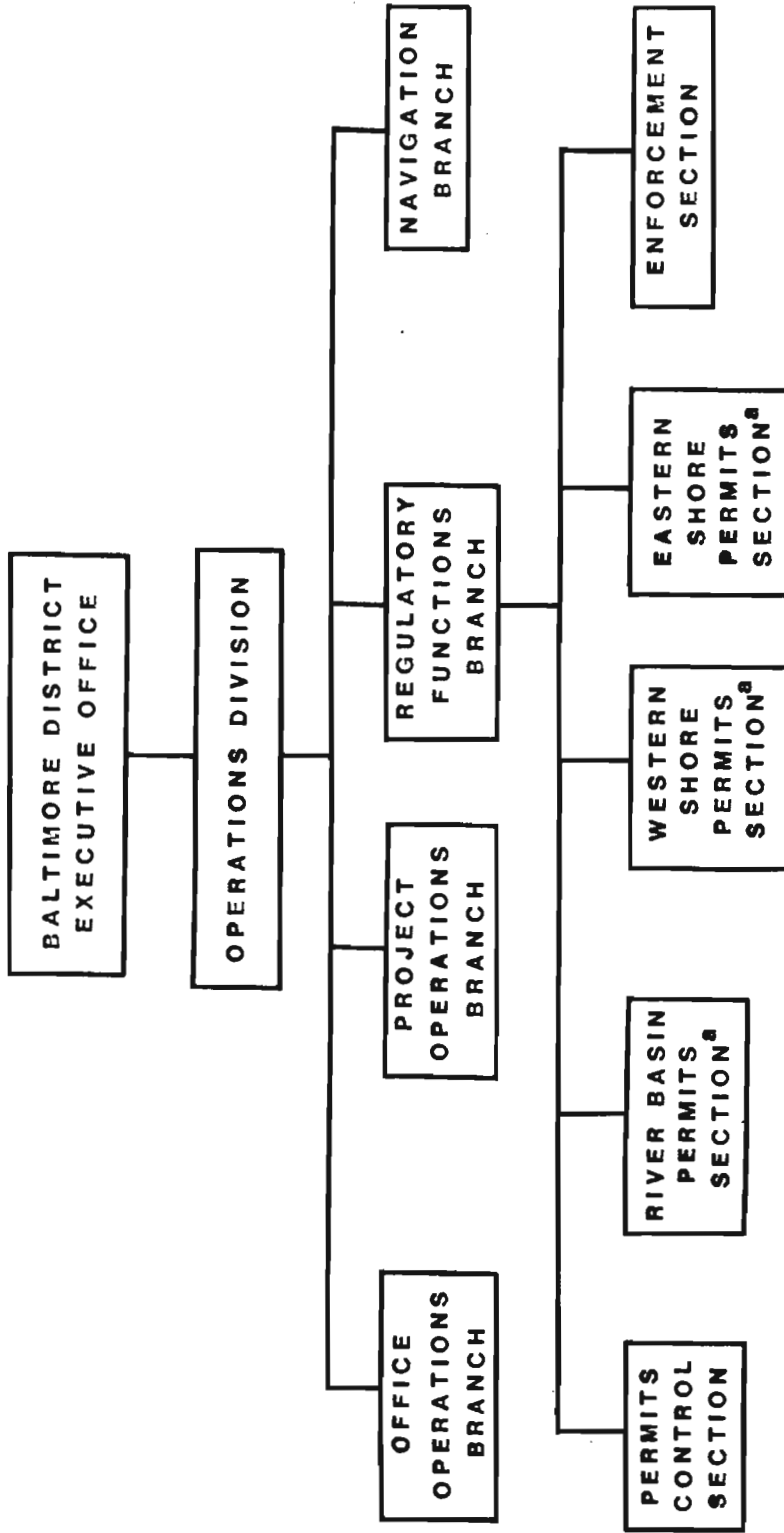 BALTIMORE DISTRICT
EXECUTIVE OFFICE
OPERATIONS DIVISION
OFFICE
OPERATIONS
BRANCH
PROJECT
OPERATIONS
BRANCH
REGULATORY
FUNCTIONS
BRANCH
NAVIGATION
BRANCH
PERMITS
CONTROL
SECTION
RIVER BASIN
PERMITS
SECTIONᵃ
WESTERN
SHORE
PERMITS
SECTIONᵃ
EASTERN
SHORE
PERMITS
SECTIONᵃ
ENFORCEMENT
SECTION